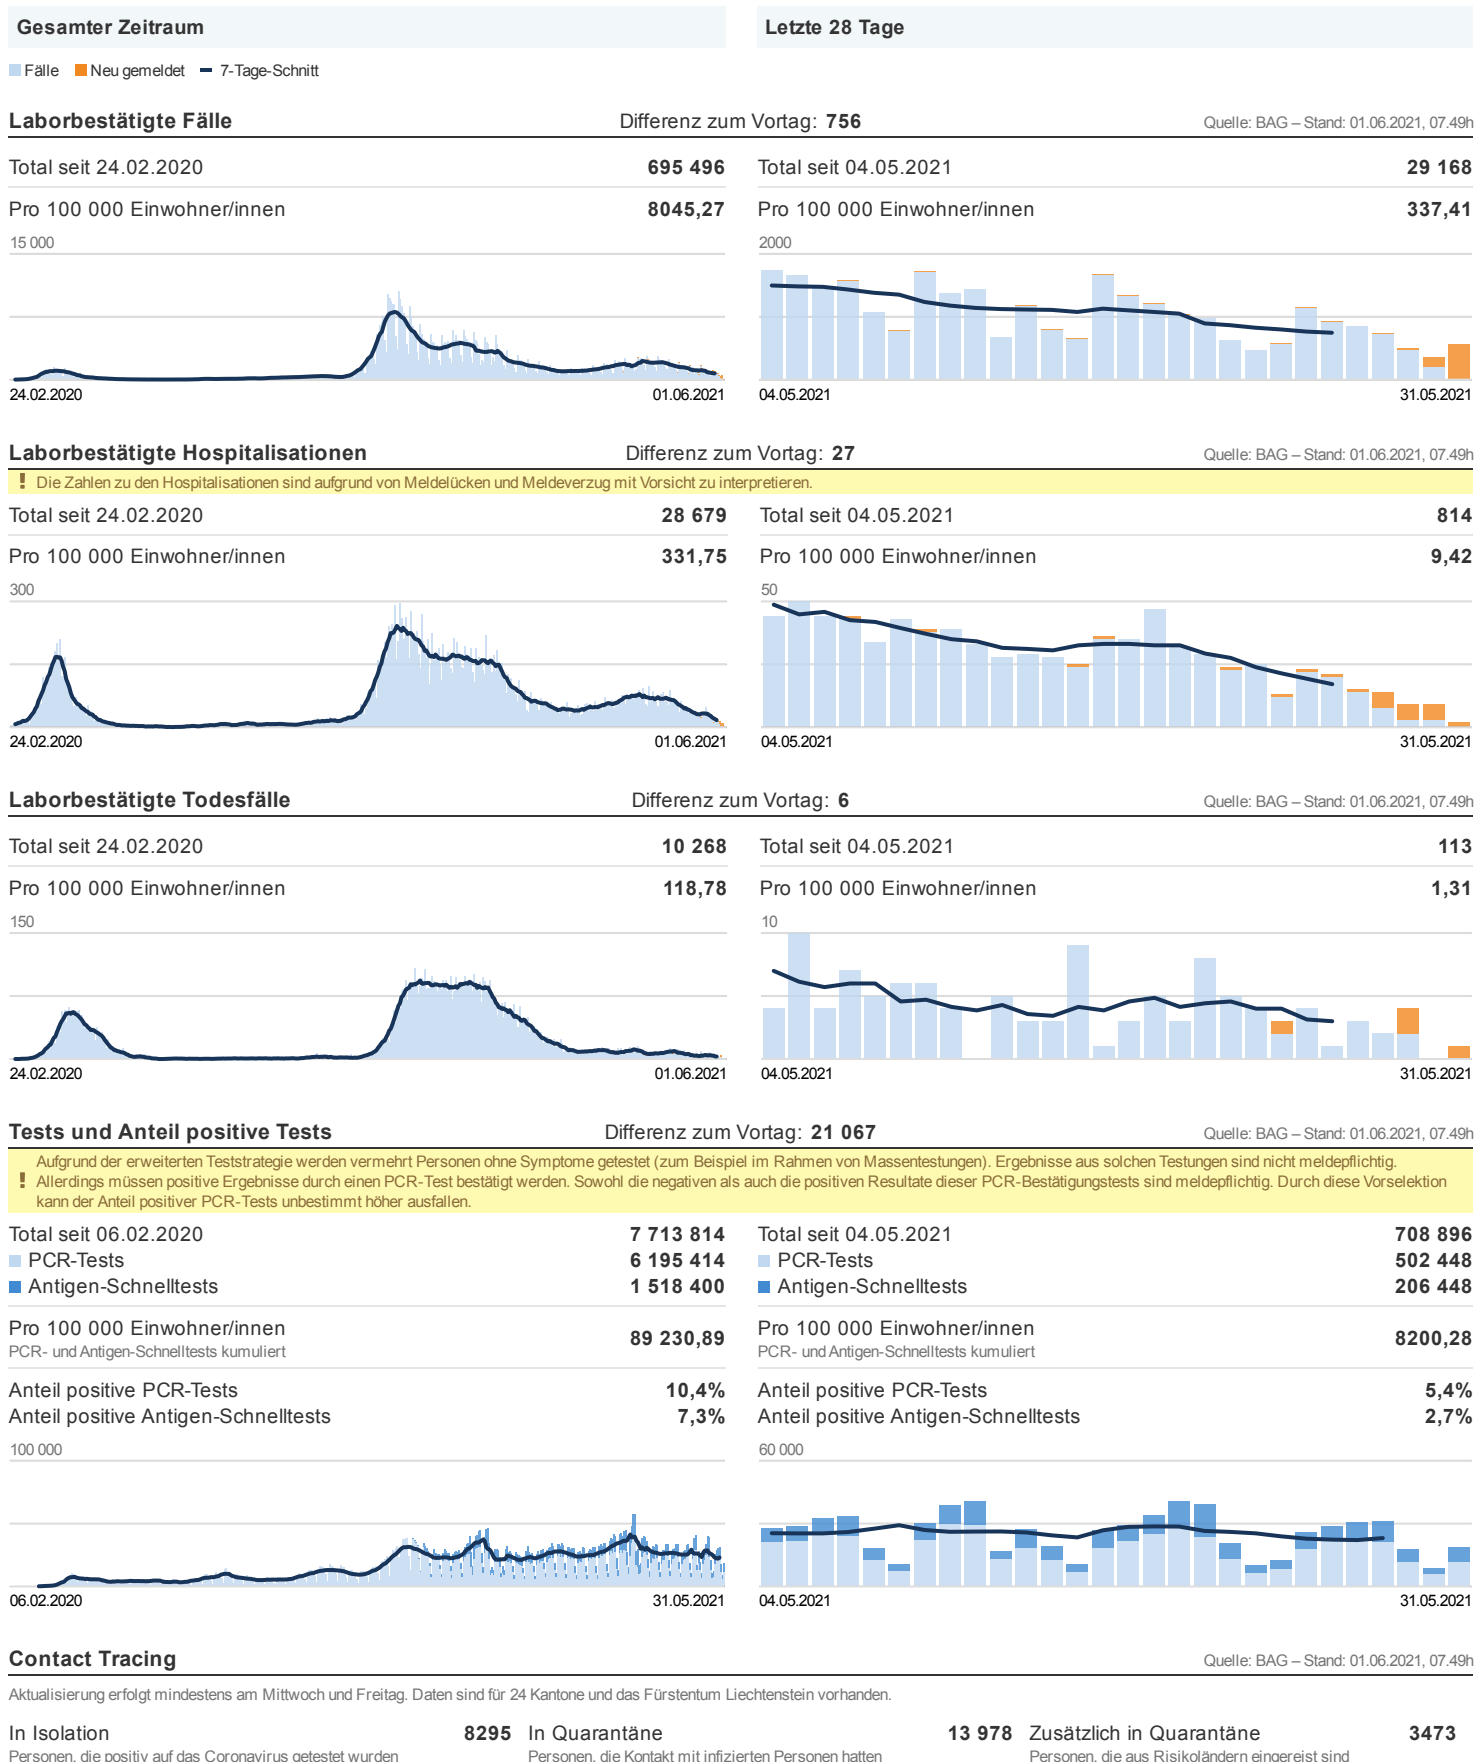 Gesamter Zeitraum
Letzte 28 Tage
Fälle Neu gemeldet 7-Tage-Schnitt
Laborbestätigte Fälle Differenz zum Vortag: 756 Quelle: BAG – Stand: 01.06.2021, 07.49h
Total seit 24.02.2020 695 496
Pro 100 000 Einwohner/innen 8045,27
15 000
24.02.2020 01.06.2021
Total seit 04.05.2021 29 168
Pro 100 000 Einwohner/innen 337,41
2000
04.05.2021 31.05.2021
Laborbestätigte Hospitalisationen Differenz zum Vortag: 27 Quelle: BAG – Stand: 01.06.2021, 07.49h
! Die Zahlen zu den Hospitalisationen sind aufgrund von Meldelücken und Meldeverzug mit Vorsicht zu interpretieren.
Total seit 24.02.2020 28 679
Pro 100 000 Einwohner/innen 331,75
300
24.02.2020 01.06.2021
Total seit 04.05.2021 814
Pro 100 000 Einwohner/innen 9,42
50
04.05.2021 31.05.2021
Laborbestätigte Todesfälle Differenz zum Vortag: 6 Quelle: BAG – Stand: 01.06.2021, 07.49h
Total seit 24.02.2020 10 268
Pro 100 000 Einwohner/innen 118,78
150
24.02.2020 01.06.2021
Total seit 04.05.2021 113
Pro 100 000 Einwohner/innen 1,31
10
04.05.2021 31.05.2021
Tests und Anteil positive Tests Differenz zum Vortag: 21 067 Quelle: BAG – Stand: 01.06.2021, 07.49h
Aufgrund der erweiterten Teststrategie werden vermehrt Personen ohne Symptome getestet (zum Beispiel im Rahmen von Massentestungen). Ergebnisse aus solchen Testungen sind nicht meldepflichtig.
! Allerdings müssen positive Ergebnisse durch einen PCR-Test bestätigt werden. Sowohl die negativen als auch die positiven Resultate dieser PCR-Bestätigungstests sind meldepflichtig. Durch diese Vorselektion
kann der Anteil positiver PCR-Tests unbestimmt höher ausfallen.
Total seit 06.02.2020 7 713 814
PCR-Tests 6 195 414
Antigen-Schnelltests 1 518 400
Pro 100 000 Einwohner/innen 89 230,89
PCR- und Antigen-Schnelltests kumuliert
Anteil positive PCR-Tests 10,4%
Anteil positive Antigen-Schnelltests 7,3%
100 000
06.02.2020 31.05.2021
Total seit 04.05.2021 708 896
PCR-Tests 502 448
Antigen-Schnelltests 206 448
Pro 100 000 Einwohner/innen 8200,28
PCR- und Antigen-Schnelltests kumuliert
Anteil positive PCR-Tests 5,4%
Anteil positive Antigen-Schnelltests 2,7%
60 000
04.05.2021 31.05.2021
Contact Tracing Quelle: BAG – Stand: 01.06.2021, 07.49h
Aktualisierung erfolgt mindestens am Mittwoch und Freitag. Daten sind für 24 Kantone und das Fürstentum Liechtenstein vorhanden.
In Isolation 8295 In Quarantäne 13 978 Zusätzlich in Quarantäne 3473
Personen, die positiv auf das Coronavirus getestet wurden Personen, die Kontakt mit infizierten Personen hatten Personen, die aus Risikoländern eingereist sind